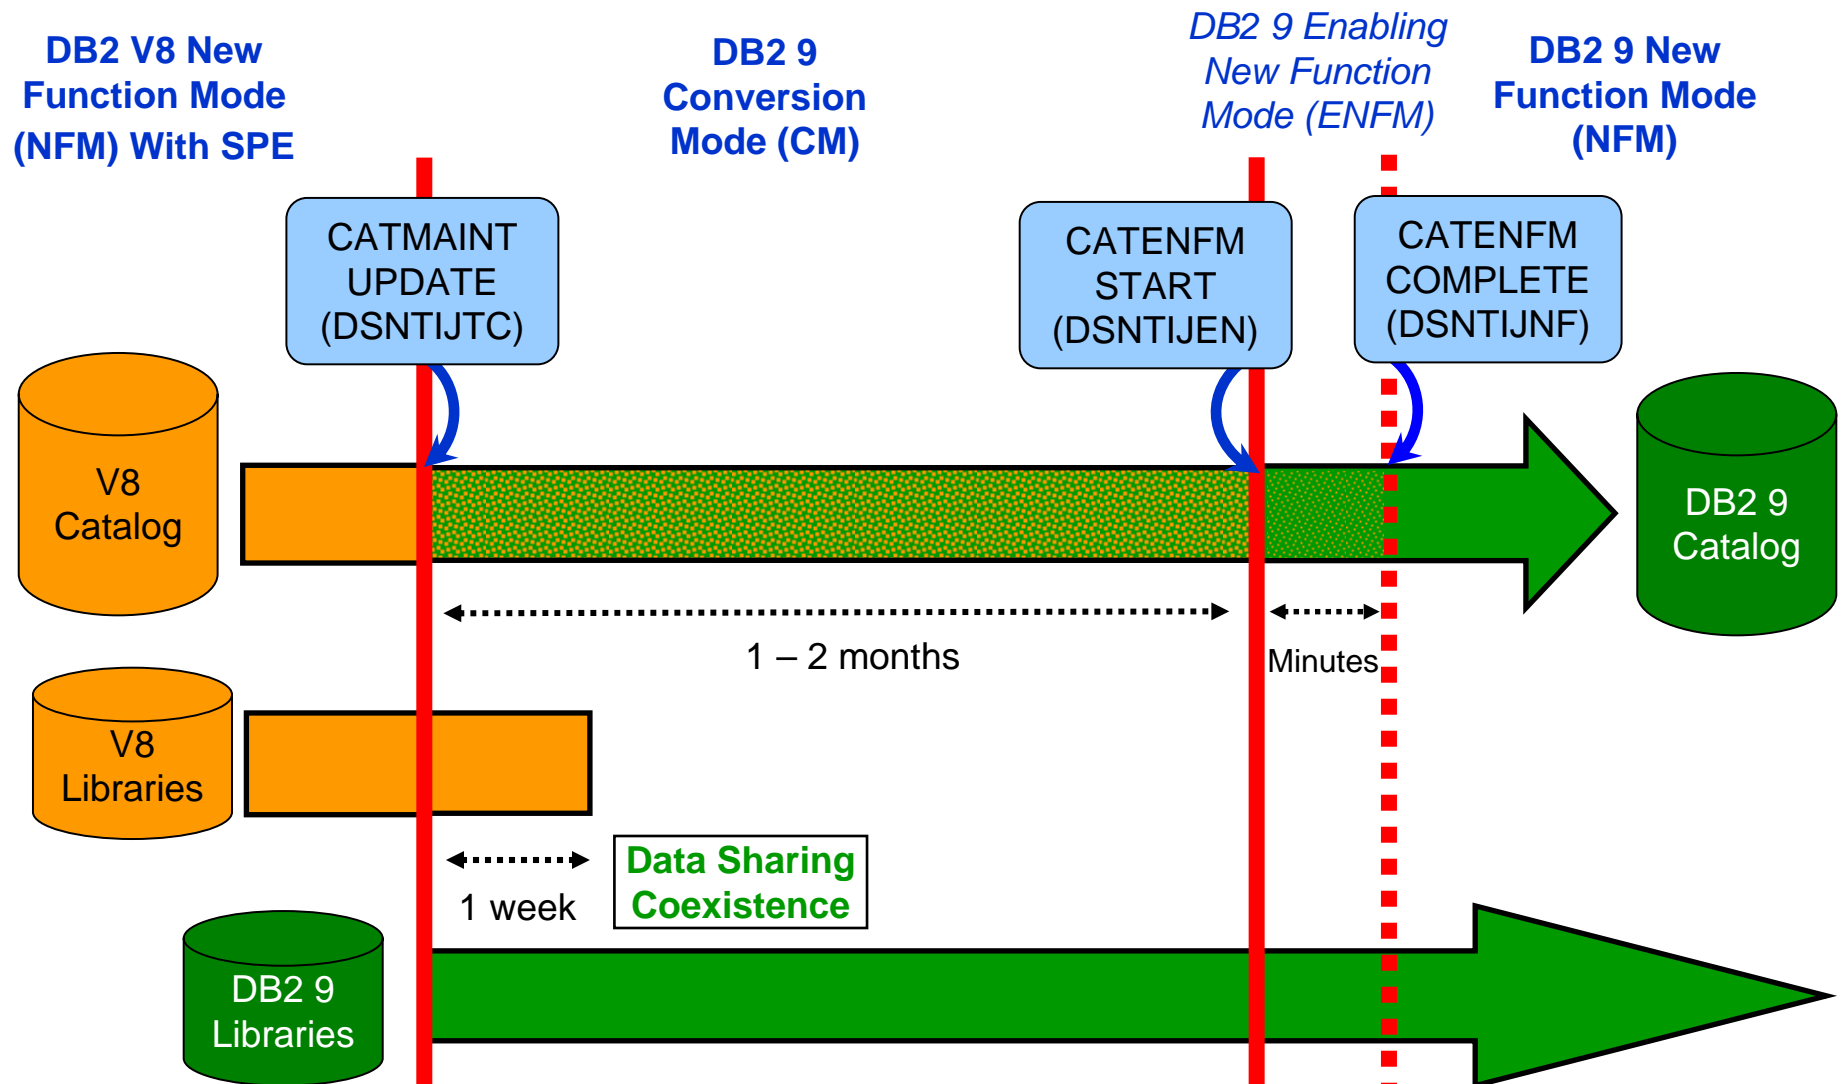 DB2 V8 New
Function Mode
(NFM) With SPE
DB2 9
Conversion
Mode (CM)
DB2 9 Enabling
New Function
Mode (ENFM)
DB2 9 New
Function Mode
(NFM)
CATMAINT
UPDATE
(DSNTIJTC)
CATENFM
START
(DSNTIJEN)
CATENFM
COMPLETE
(DSNTIJNF)
V8
Catalog
DB2 9
Catalog
1 – 2 months
Minutes
V8
Libraries
1 week
Data Sharing
Coexistence
DB2 9
Libraries